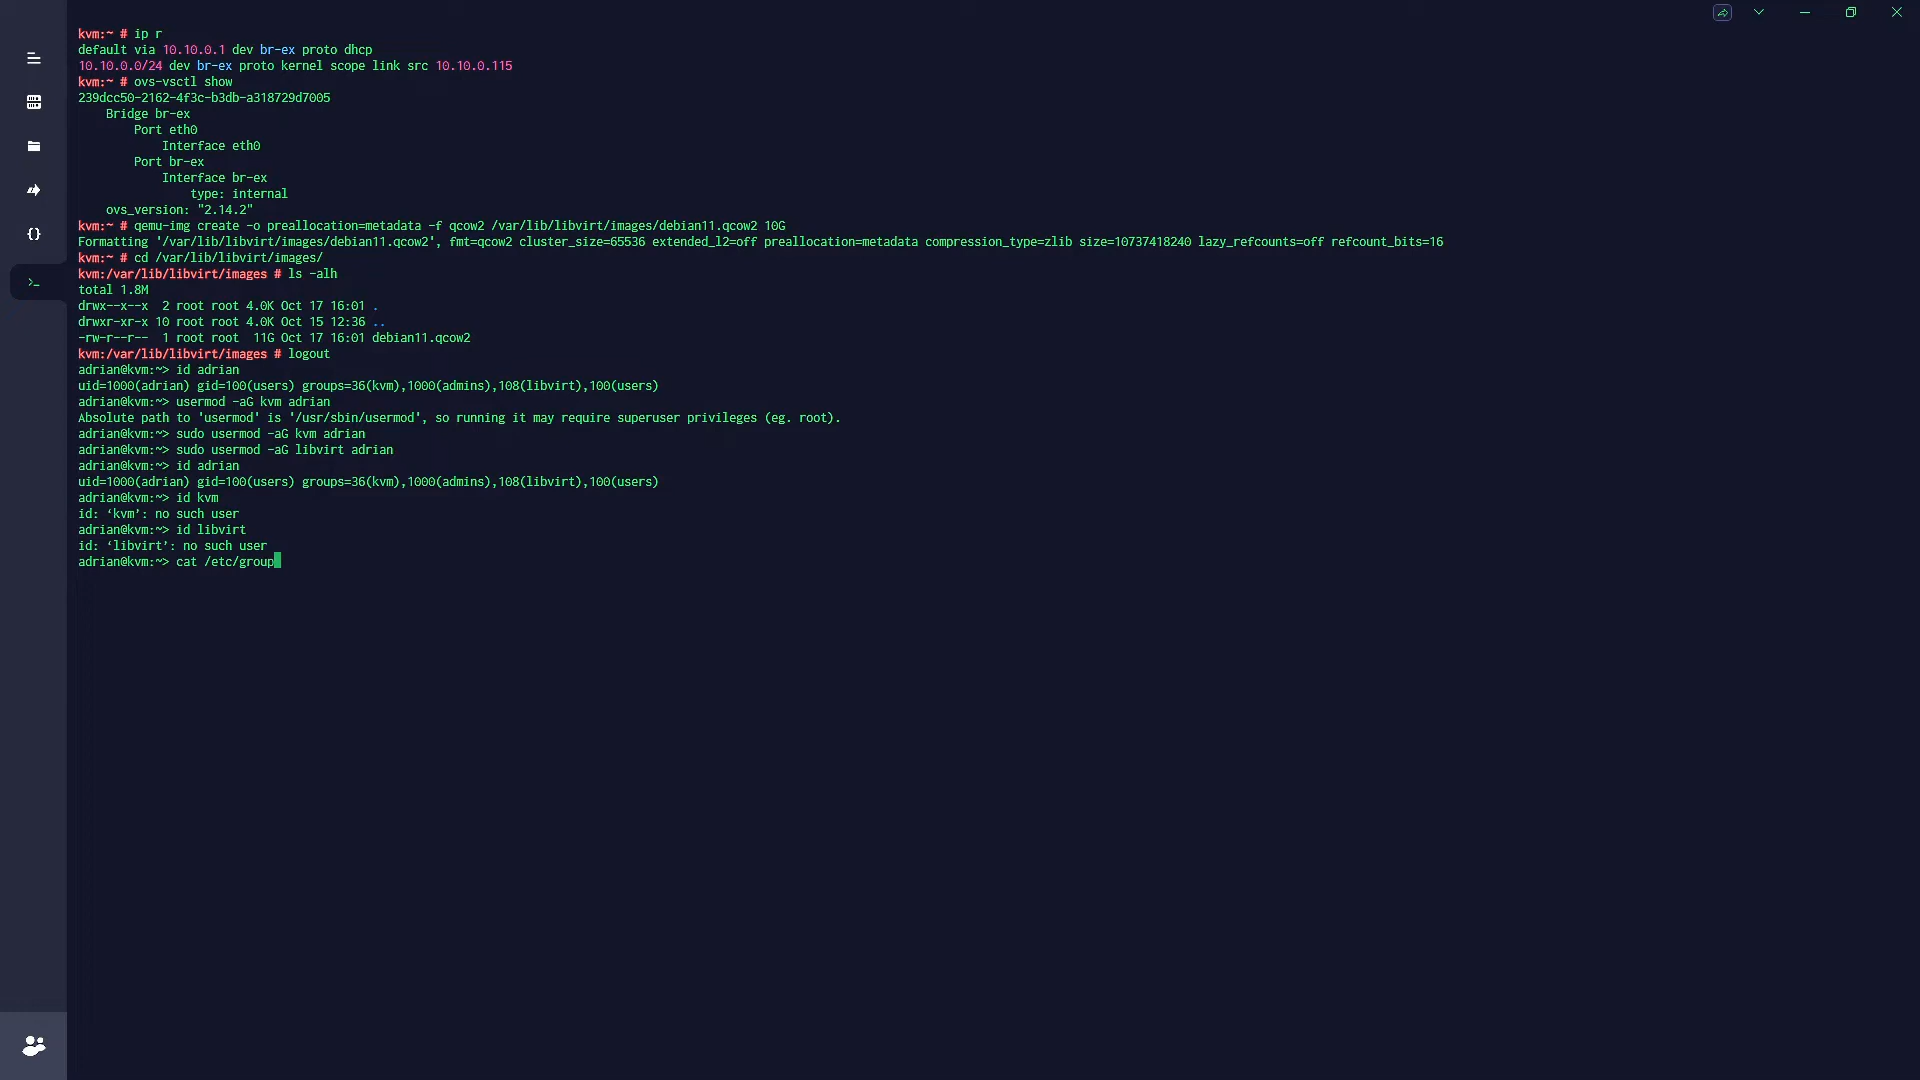 kvm:~ # ip r
default via 10.10.0.1 dev br-ex proto dhcp
10.10.0.0/24 dev br-ex proto kernel scope link src 10.10.0.115
kvm:~ # ovs-vsctl show
239dcc50-2162-4f3c-b3db-a318729d7005
    Bridge br-ex
        Port eth0
            Interface eth0
        Port br-ex
            Interface br-ex
                type: internal
    ovs_version: "2.14.2"
kvm:~ # qemu-img create -o preallocation=metadata -f qcow2 /var/lib/libvirt/images/debian11.qcow2 10G
Formatting '/var/lib/libvirt/images/debian11.qcow2', fmt=qcow2 cluster_size=65536 extended_l2=off preallocation=metadata compression_type=zlib size=10737418240 lazy_refcounts=off refcount_bits=16
kvm:~ # cd /var/lib/libvirt/images/
kvm:/var/lib/libvirt/images # ls -alh
total 1.8M
drwx--x--x  2 root root 4.0K Oct 17 16:01 .
drwxr-xr-x 10 root root 4.0K Oct 15 12:36 ..
-rw-r--r--  1 root root  11G Oct 17 16:01 debian11.qcow2
kvm:/var/lib/libvirt/images # logout
adrian@kvm:~> id adrian
uid=1000(adrian) gid=100(users) groups=36(kvm),1000(admins),108(libvirt),100(users)
adrian@kvm:~> usermod -aG kvm adrian
Absolute path to 'usermod' is '/usr/sbin/usermod', so running it may require superuser privileges (eg. root).
adrian@kvm:~> sudo usermod -aG kvm adrian
adrian@kvm:~> sudo usermod -aG libvirt adrian
adrian@kvm:~> id adrian
uid=1000(adrian) gid=100(users) groups=36(kvm),1000(admins),108(libvirt),100(users)
adrian@kvm:~> id kvm
id: ‘kvm’: no such user
adrian@kvm:~> id libvirt
id: ‘libvirt’: no such user
adrian@kvm:~> cat /etc/group